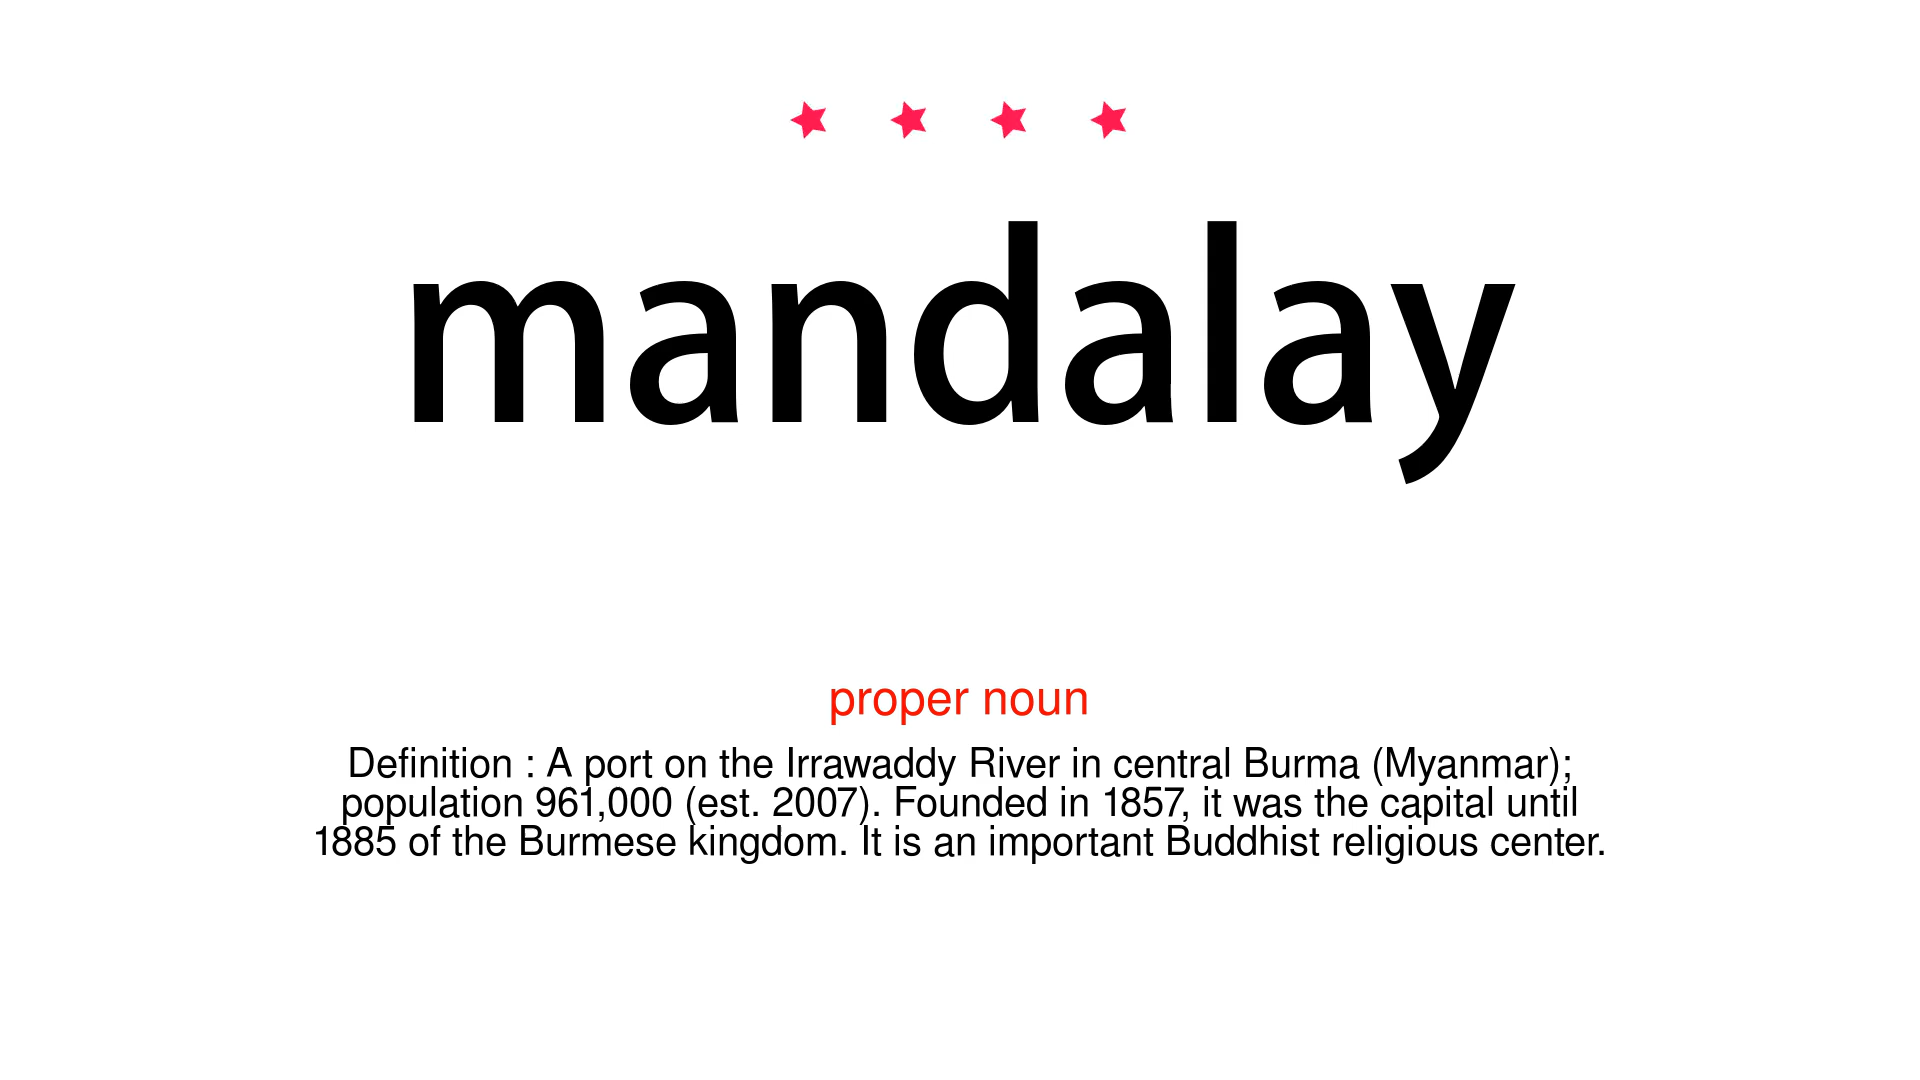 mandalay
proper noun
Definition : A port on the Irrawaddy River in central Burma (Myanmar);
population 961,000 (est. 2007). Founded in 1857, it was the capital until
1885 of the Burmese kingdom. It is an important Buddhist religious center.